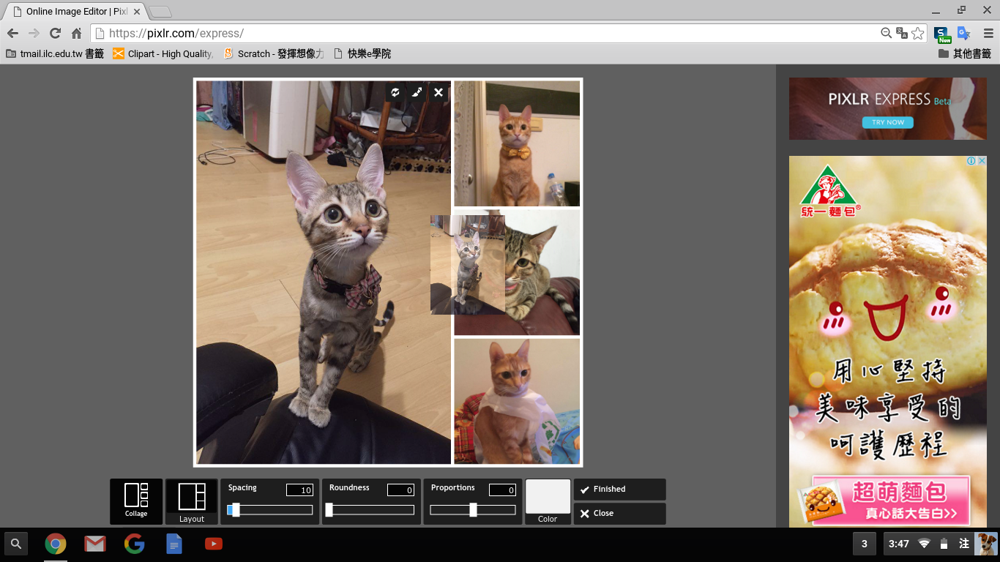 Online Image Editor | Pix
https://pixlr.com/express/
New
tmail.ilc.edu.tw 書籤
Clipart - High Quality,
Scratch - 發揮想像力
快樂e學院
其他書籤
PIXLR EXPRESS Beta
TRY NOW
統一麵包®
用心堅持
美味享受的
呵護歷程
超萌麵包
真心話大告白>>
Collage
Layout
Spacing
10
Roundness
0
Proportions
0
Color
Finished
Close
3
3:47
注